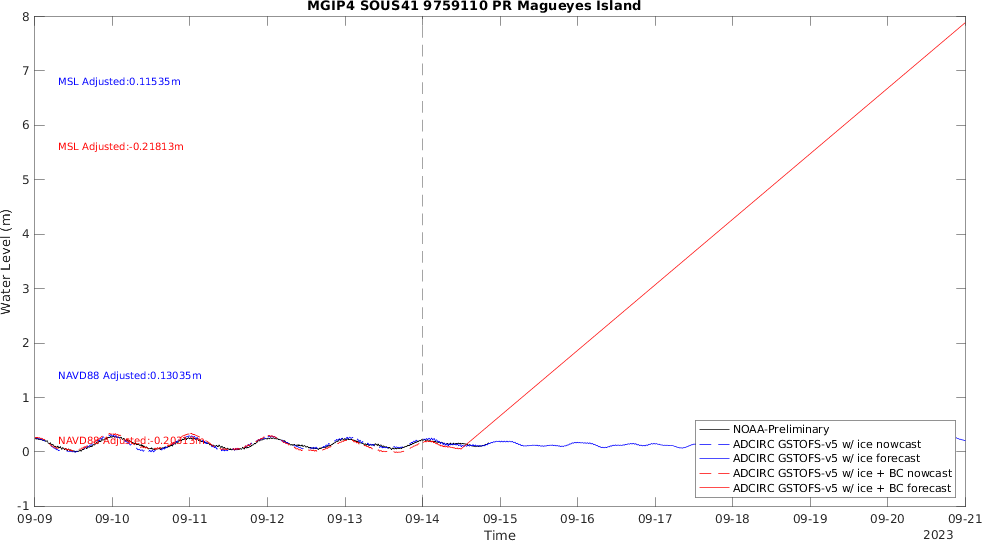 MGIP4 SOUS41 9759110 PR Magueyes Island
8
7
6
5
4
3
2
1
0
-1
Water Level (m)
MSL Adjusted:0.11535m
MSL Adjusted:-0.21813m
NAVD88 Adjusted:0.13035m
NAVD88 Adjusted:-0.20313m
NOAA-Preliminary
ADCIRC GSTOFS-v5 w/ ice nowcast
ADCIRC GSTOFS-v5 w/ ice forecast
ADCIRC GSTOFS-v5 w/ ice + BC nowcast
ADCIRC GSTOFS-v5 w/ ice + BC forecast
09-09 09-10 09-11 09-12 09-13 09-14 09-15 09-16 09-17 09-18 09-19 09-20 09-21
Time
2023